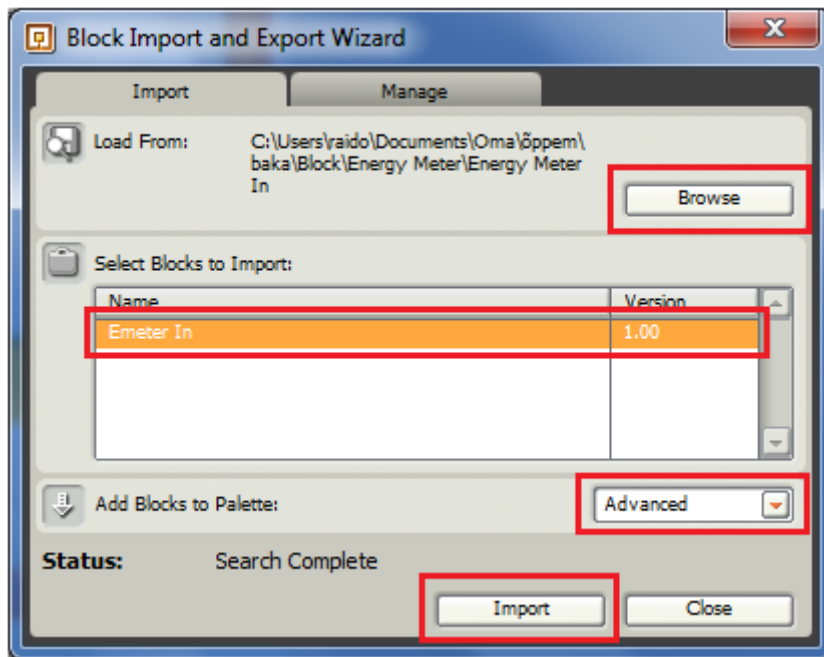 Block Import and Export Wizard
Import
Manage
Load From:
C:\Users\raido\Documents\Oma\õppem\
baka\Block\Energy Meter\Energy Meter
In
Browse
Select Blocks to Import:
Name
Version
Emeter In
1.00
Add Blocks to Palette:
Advanced
Status:
Search Complete
Import
Close